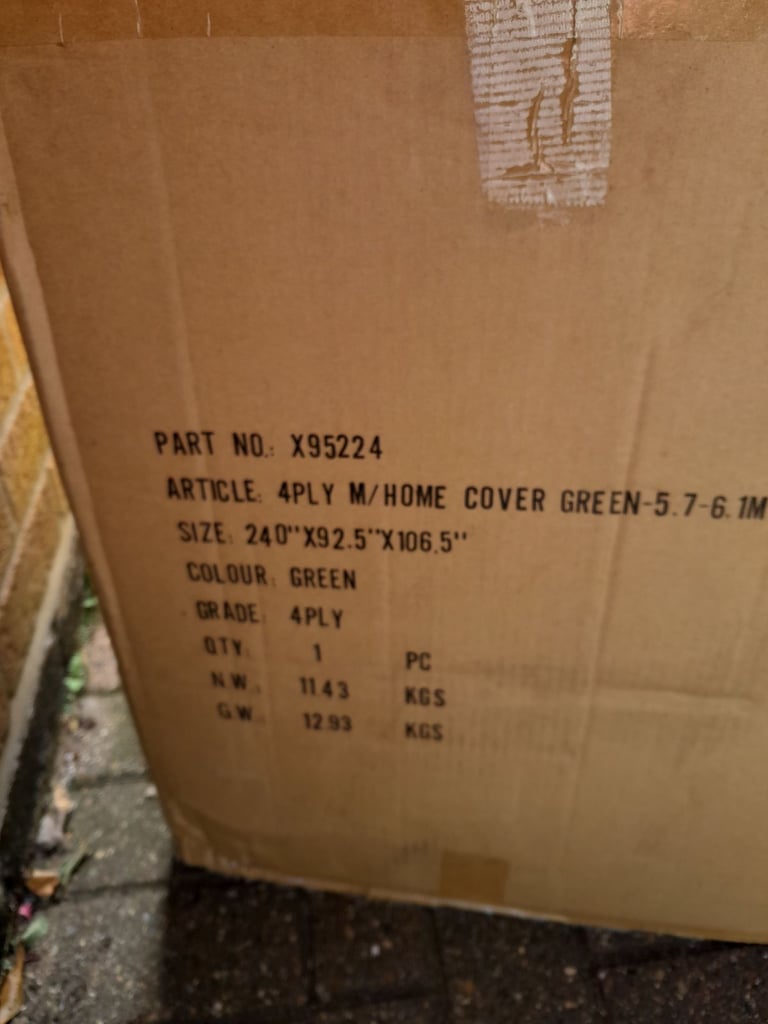 PART NO.: X95224
ARTICLE: 4PLY M/HOME COVER GREEN-5.7-6.1M
SIZE: 240"X92.5"X106.5"
COLOUR: GREEN
GRADE: 4PLY
QTY: 1 PC
N.W.: 11.43 KGS
G.W.: 12.93 KGS